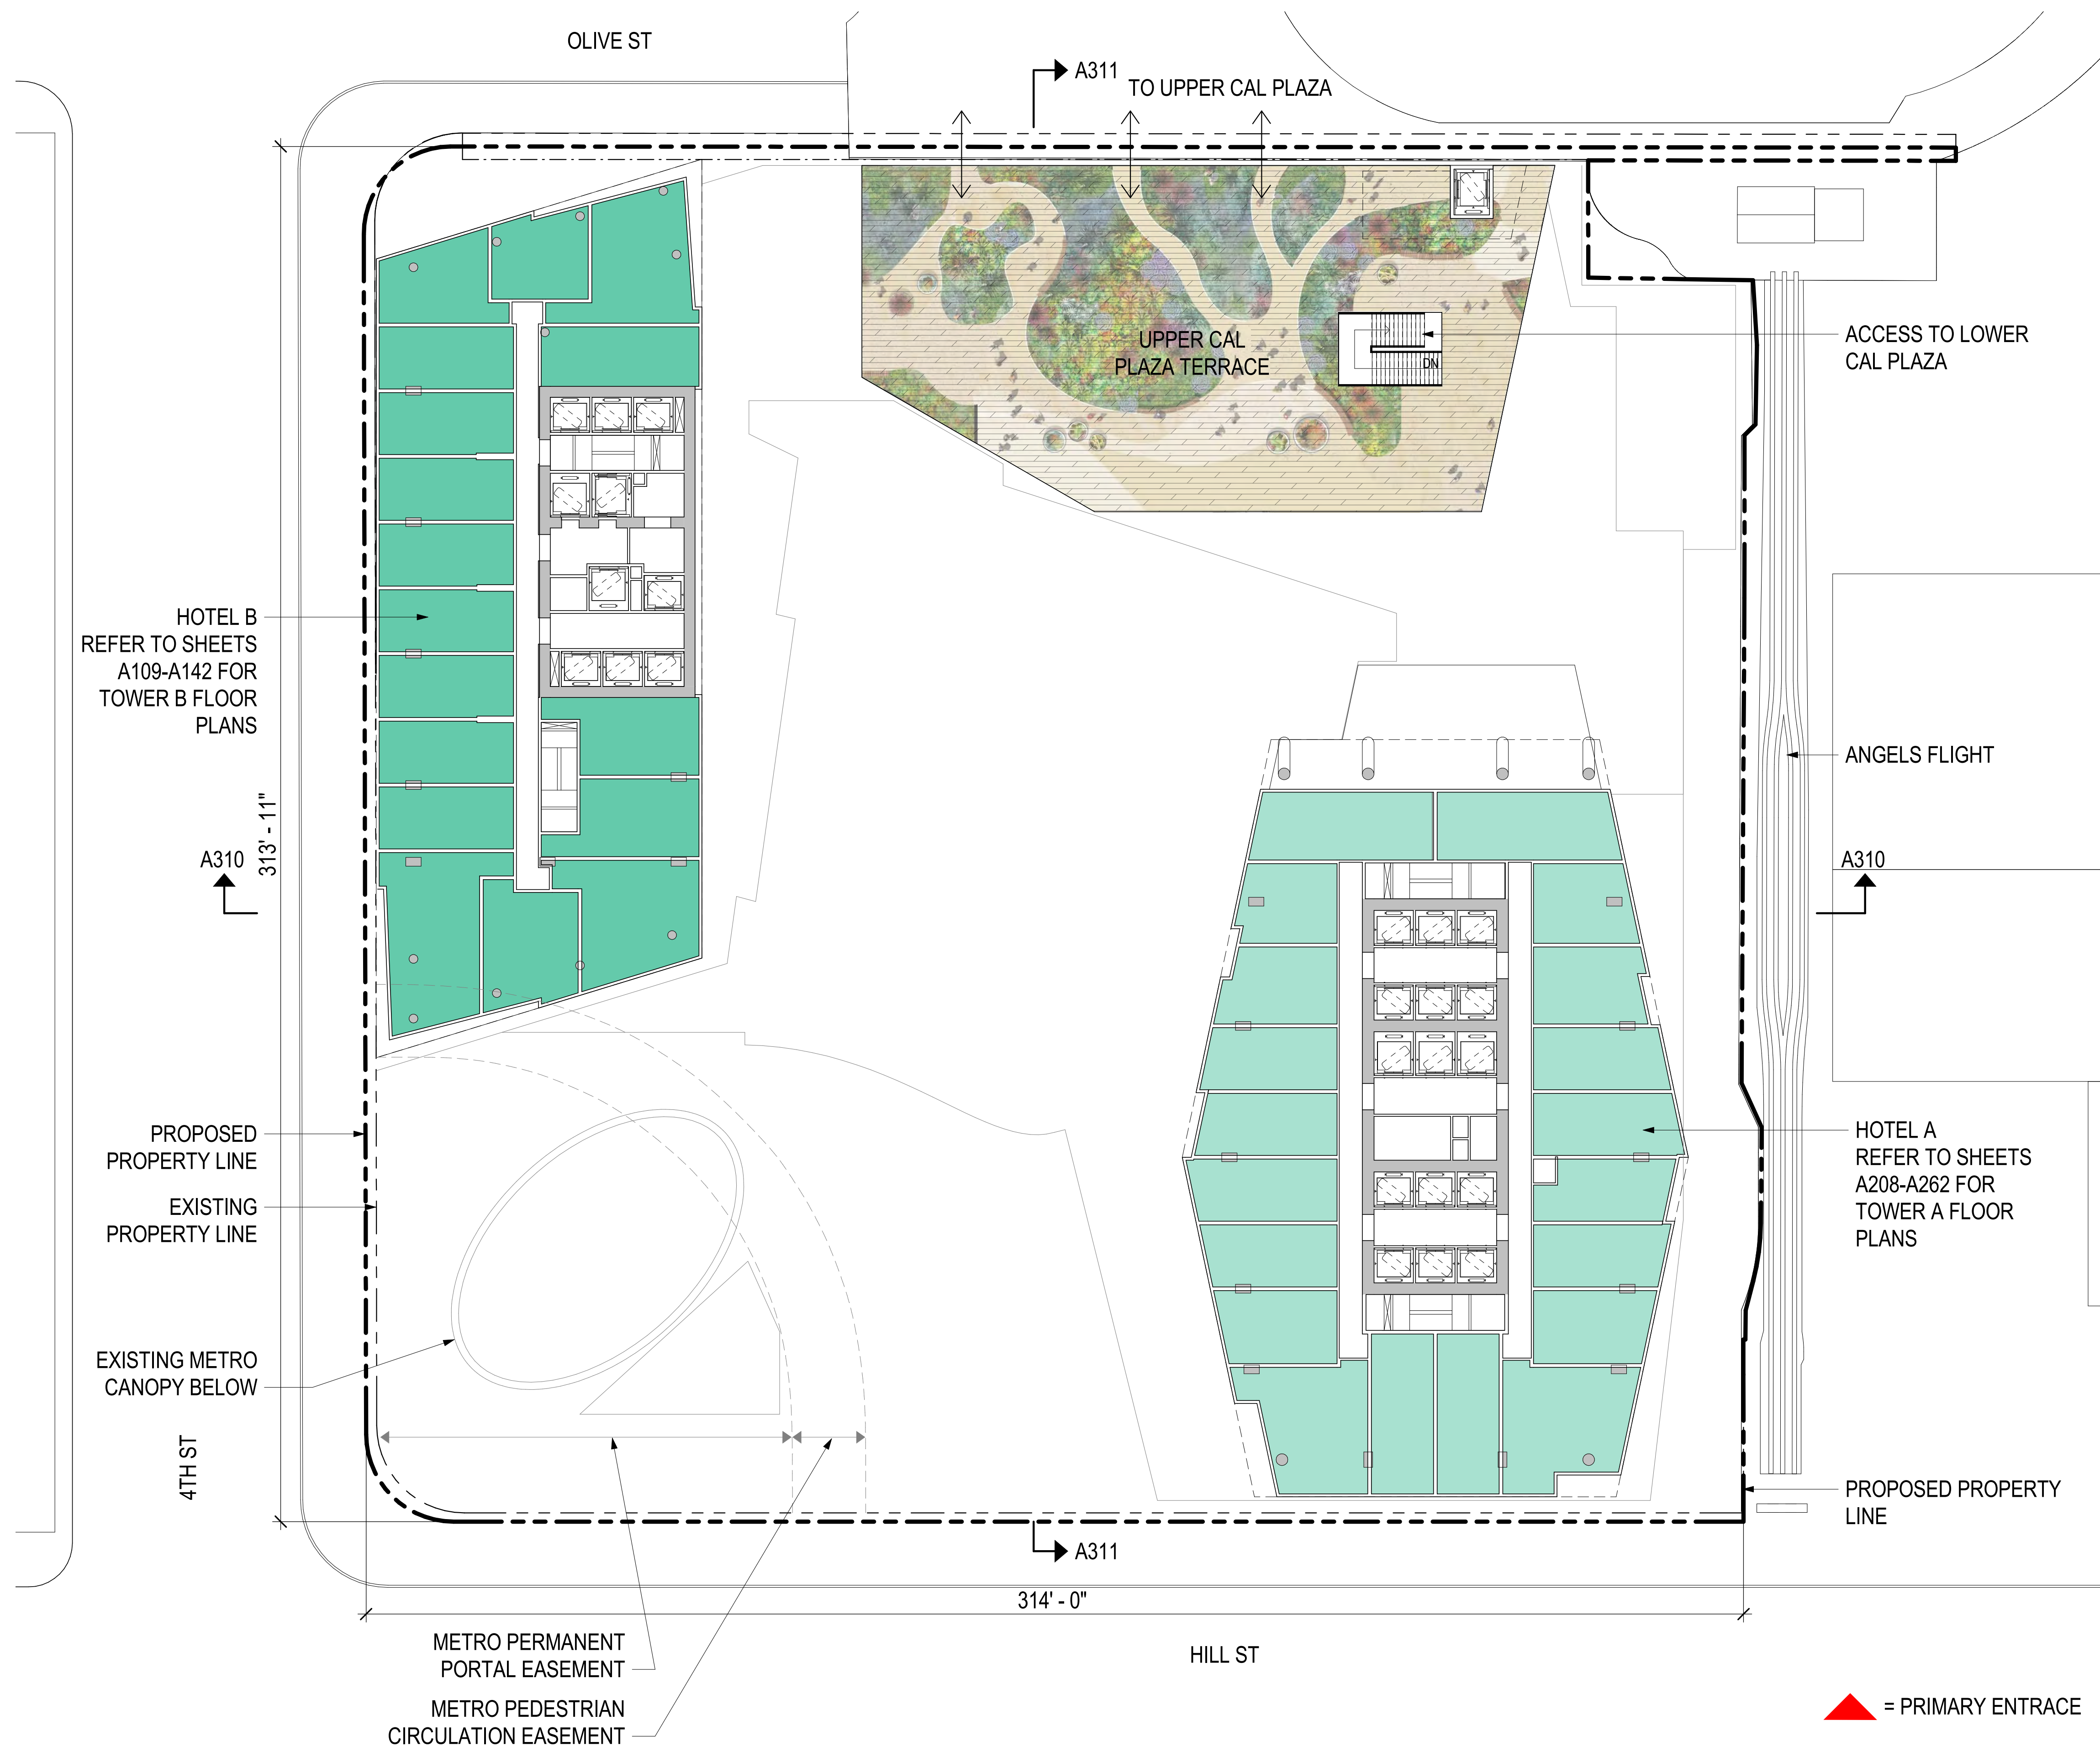 OLIVE ST
A311
TO UPPER CAL PLAZA
UPPER CAL
PLAZA TERRACE
DN
ACCESS TO LOWER
CAL PLAZA
HOTEL B
REFER TO SHEETS
A109-A142 FOR
TOWER B FLOOR
PLANS
ANGELS FLIGHT
313' - 11"
A310
A310
PROPOSED
PROPERTY LINE
EXISTING
PROPERTY LINE
HOTEL A
REFER TO SHEETS
A208-A262 FOR
TOWER A FLOOR
PLANS
EXISTING METRO
CANOPY BELOW
4TH ST
PROPOSED PROPERTY
LINE
A311
314' - 0"
METRO PERMANENT
PORTAL EASEMENT
HILL ST
METRO PEDESTRIAN
CIRCULATION EASEMENT
= PRIMARY ENTRACE